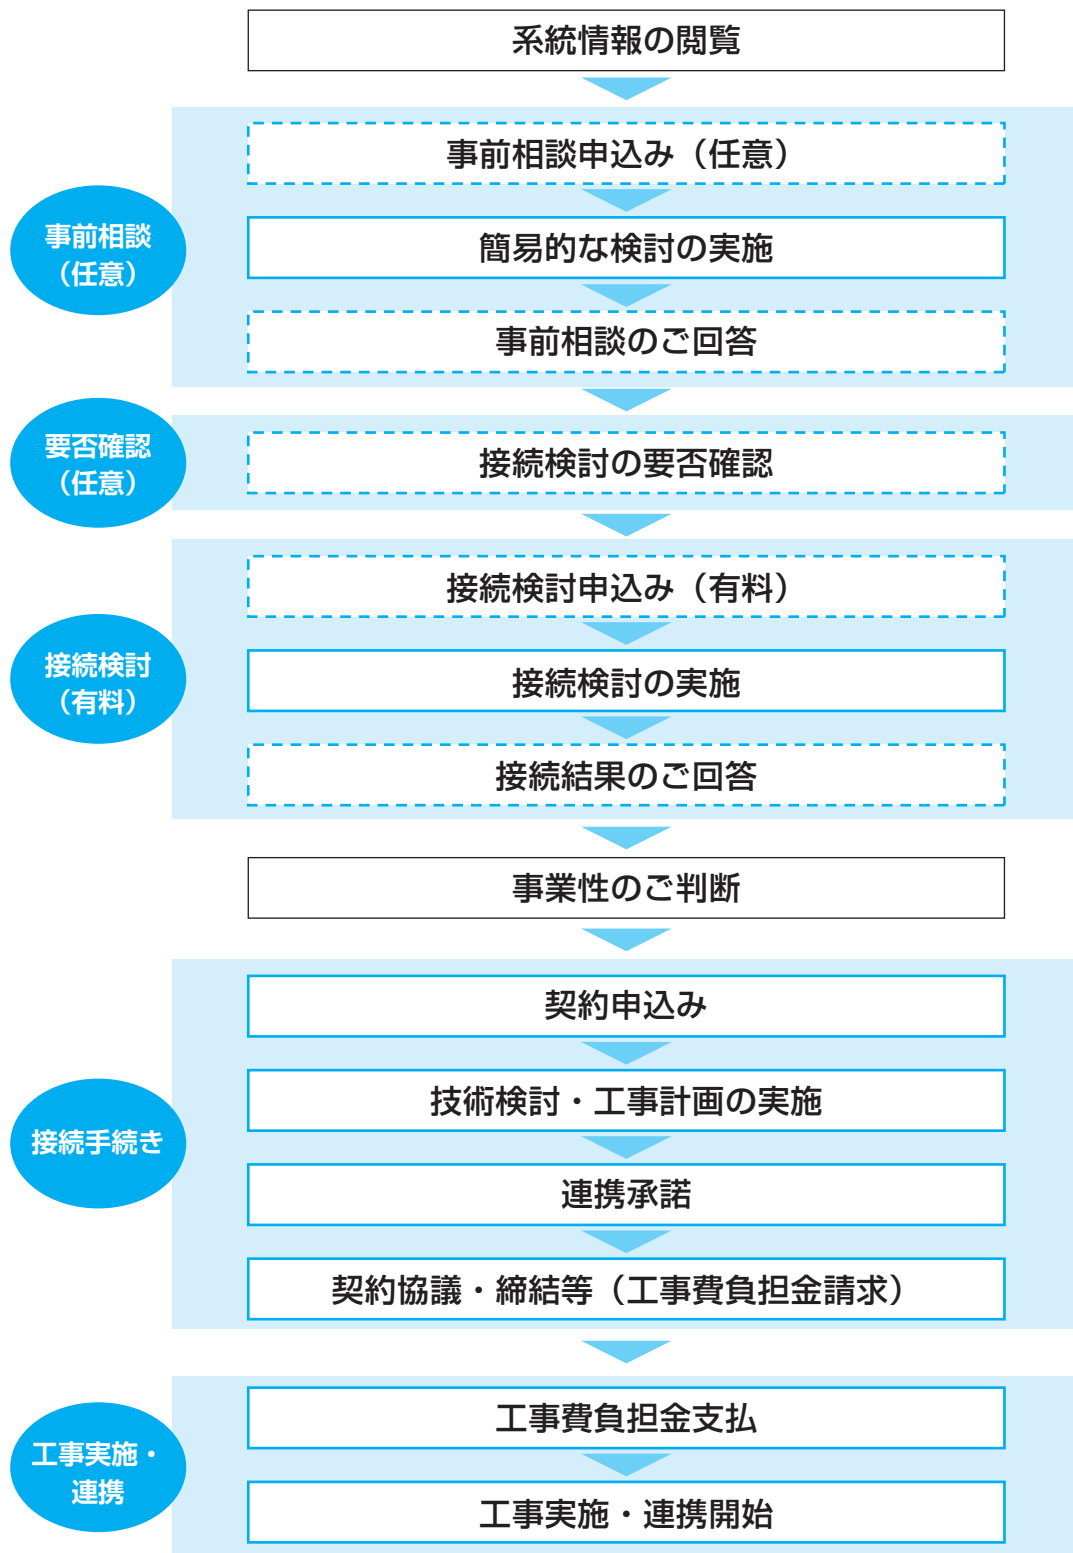 系統情報の閲覧
事前相談
（任意）
事前相談申込み（任意）
簡易的な検討の実施
事前相談のご回答
要否確認
（任意）
接続検討の要否確認
接続検討
（有料）
接続検討申込み（有料）
接続検討の実施
接続結果のご回答
事業性のご判断
接続手続き
契約申込み
技術検討・工事計画の実施
連携承諾
契約協議・締結等（工事費負担金請求）
工事実施・
連携
工事費負担金支払
工事実施・連携開始